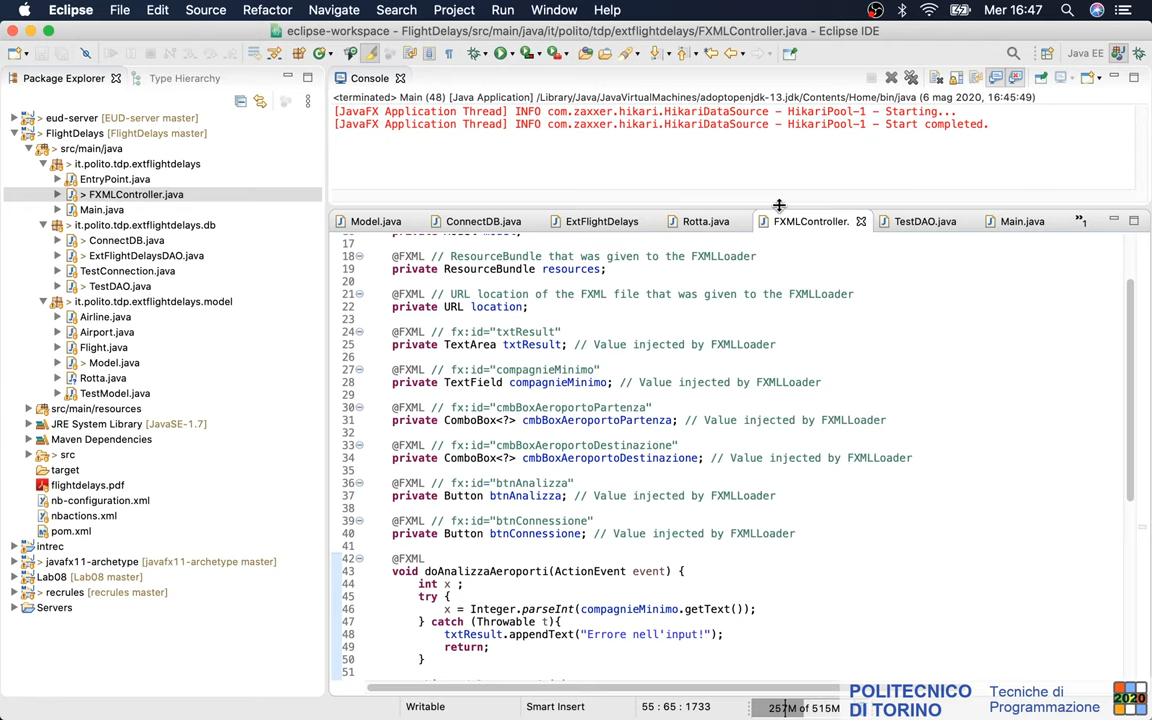 Eclipse File Edit Source Refactor Navigate Search Project Run Window Help Mer 16:47
eclipse-workspace - FlightDelays/src/main/java/it/polito/tdp/extflightdelays/FXMLController.java - Eclipse IDE
Java EE
Package Explorer Type Hierarchy
eud-server [EUD-server master]
FlightDelays [FlightDelays master]
src/main/java
it.polito.tdp.extflightdelays
EntryPoint.java
> FXMLController.java
Main.java
it.polito.tdp.extflightdelays.db
> ConnectDB.java
> ExtFlightDelaysDAO.java
TestConnection.java
> TestDAO.java
it.polito.tdp.extflightdelays.model
Airline.java
Airport.java
Flight.java
> Model.java
Rotta.java
TestModel.java
src/main/resources
JRE System Library [JavaSE-1.7]
Maven Dependencies
> src
target
flightdelays.pdf
nb-configuration.xml
nbactions.xml
pom.xml
intrec
javafx11-archetype [javafx11-archetype master]
Lab08 [Lab08 master]
recrules [recrules master]
Servers
Console
<terminated> Main (48) [Java Application] /Library/Java/JavaVirtualMachines/adoptopenjdk-13.jdk/Contents/Home/bin/java (6 mag 2020, 16:45:49)
[JavaFX Application Thread] INFO com.zaxxer.hikari.HikariDataSource - HikariPool-1 - Starting...
[JavaFX Application Thread] INFO com.zaxxer.hikari.HikariDataSource - HikariPool-1 - Start completed.
Model.java ConnectDB.java ExtFlightDelays Rotta.java FXMLController. TestDAO.java Main.java »1
17
18 @FXML // ResourceBundle that was given to the FXMLLoader
19 private ResourceBundle resources;
20
21 @FXML // URL location of the FXML file that was given to the FXMLLoader
22 private URL location;
23
24 @FXML // fx:id="txtResult"
25 private TextArea txtResult; // Value injected by FXMLLoader
26
27 @FXML // fx:id="compagnieMinimo"
28 private TextField compagnieMinimo; // Value injected by FXMLLoader
29
30 @FXML // fx:id="cmbBoxAeroportoPartenza"
31 private ComboBox<?> cmbBoxAeroportoPartenza; // Value injected by FXMLLoader
32
33 @FXML // fx:id="cmbBoxAeroportoDestinazione"
34 private ComboBox<?> cmbBoxAeroportoDestinazione; // Value injected by FXMLLoader
35
36 @FXML // fx:id="btnAnalizza"
37 private Button btnAnalizza; // Value injected by FXMLLoader
38
39 @FXML // fx:id="btnConnessione"
40 private Button btnConnessione; // Value injected by FXMLLoader
41
42 @FXML
43 void doAnalizzaAeroporti(ActionEvent event) {
44 int x ;
45 try {
46 x = Integer.parseInt(compagnieMinimo.getText());
47 } catch (Throwable t){
48 txtResult.appendText("Errore nell'input!");
49 return;
50 }
51
Writable Smart Insert 55 : 65 : 1733 257M of 515M
POLITECNICO
DI TORINO
Tecniche di
Programmazione
2020